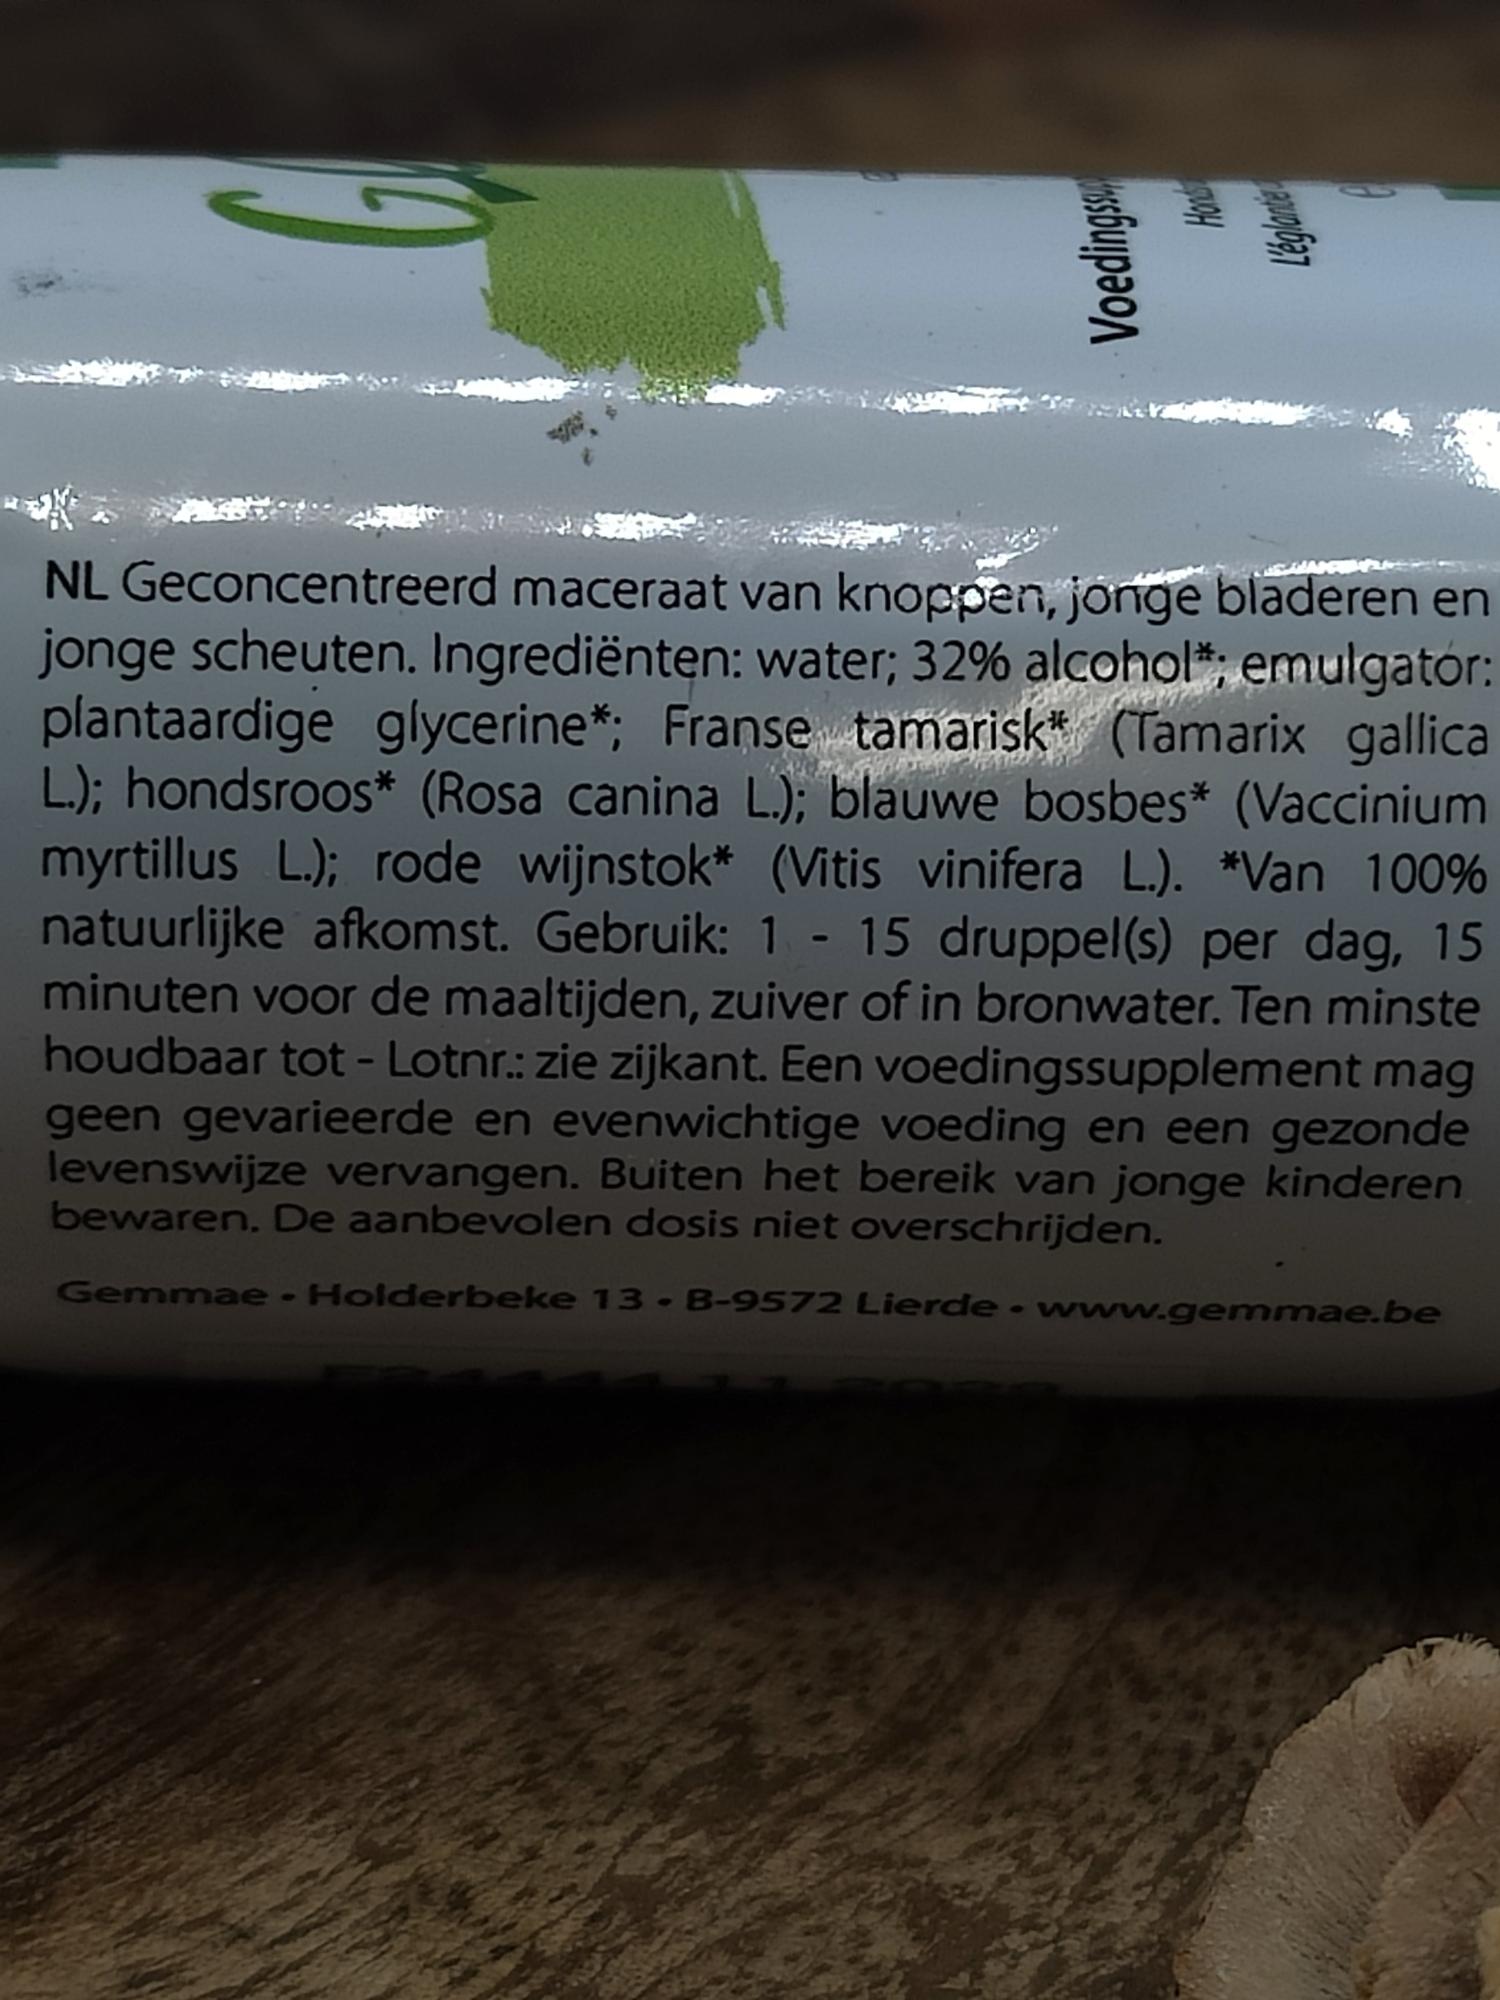 Voedingssup
L'églantier
NL Geconcentreerd maceraat van knoppen, jonge bladeren en
jonge scheuten. Ingrediënten: water; 32% alcohol*; emulgator:
plantaardige glycerine*; Franse tamarisk* (Tamarix gallica
L.); hondsroos* (Rosa canina L.); blauwe bosbes* (Vaccinium
myrtillus L.); rode wijnstok* (Vitis vinifera L.). *Van 100%
natuurlijke afkomst. Gebruik: 1 - 15 druppel(s) per dag, 15
minuten voor de maaltijden, zuiver of in bronwater. Ten minste
houdbaar tot - Lotnr.: zie zijkant. Een voedingssupplement mag
geen gevarieerde en evenwichtige voeding en een gezonde
levenswijze vervangen. Buiten het bereik van jonge kinderen
bewaren. De aanbevolen dosis niet overschrijden.
Gemmae • Holderbeke 13 • B-9572 Lierde • www.gemmae.be